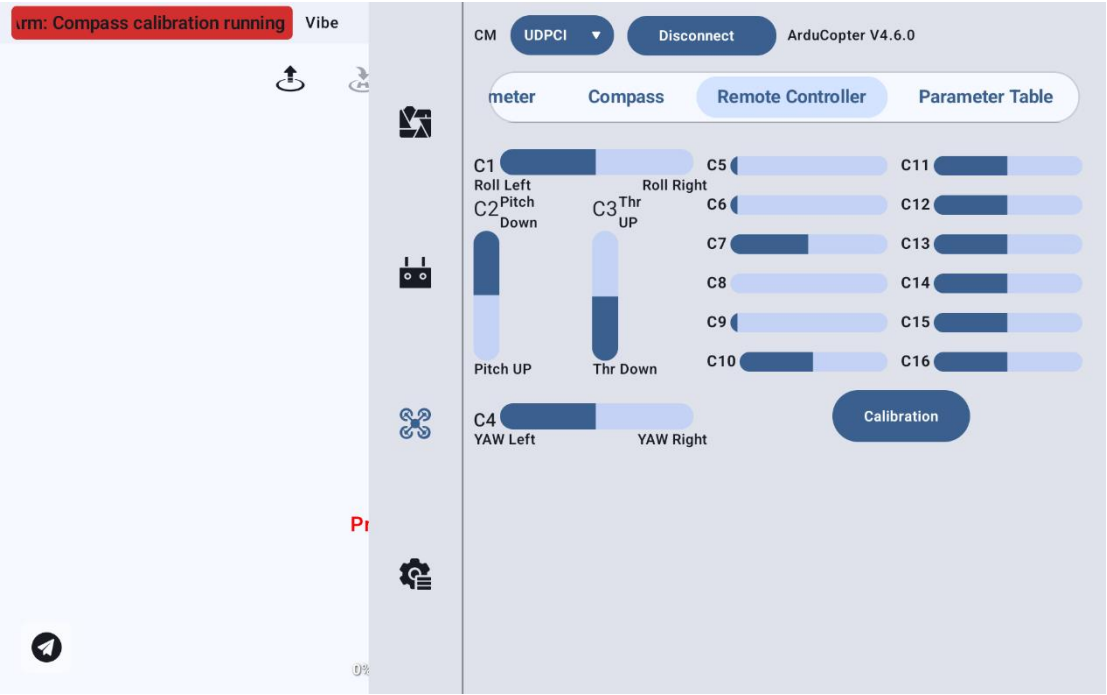 rm: Compass calibration running
Vibe
CM
UDPCI
Disconnect
ArduCopter V4.6.0
meter
Compass
Remote Controller
Parameter Table
C1
Roll Left
Roll Right
C2
Pitch
Down
C3
Thr
UP
Pitch UP
Thr Down
C4
YAW Left
YAW Right
C5
C6
C7
C8
C9
C10
C11
C12
C13
C14
C15
C16
Calibration
Pr
0%